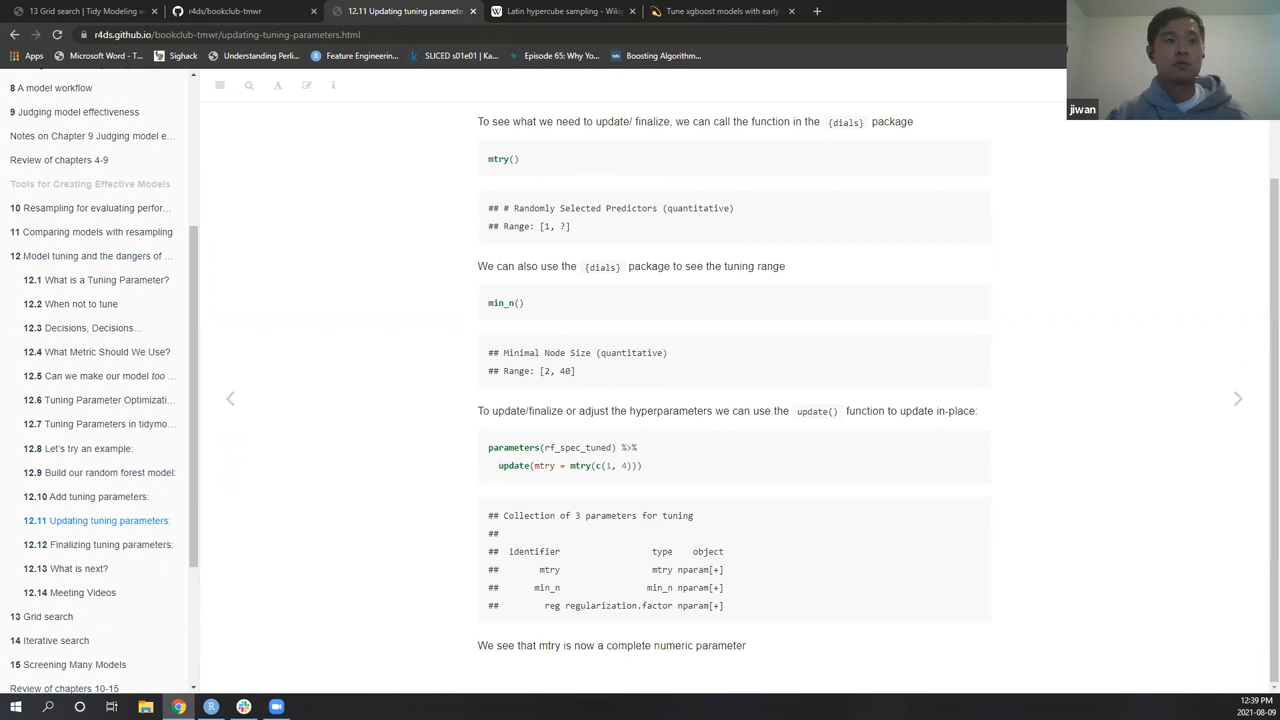 13 Grid search | Tidy Modeling w
r4ds/bookclub-tmwr
12.11 Updating tuning paramete
Latin hypercube sampling - Wikip
Tune xgboost models with early
r4ds.github.io/bookclub-tmwr/updating-tuning-parameters.html
Apps
Microsoft Word - Tb...
Sighack
Understanding Perli...
Feature Engineering...
SLICED s01e01 | Ka...
Episode 65: Why Yo...
Boosting Algorithm...
jiwan
8 A model workflow
9 Judging model effectiveness
Notes on Chapter 9 Judging model e...
Review of chapters 4-9
Tools for Creating Effective Models
10 Resampling for evaluating perfor...
11 Comparing models with resampling
12 Model tuning and the dangers of ...
12.1 What is a Tuning Parameter?
12.2 When not to tune
12.3 Decisions, Decisions...
12.4 What Metric Should We Use?
12.5 Can we make our model too ...
12.6 Tuning Parameter Optimizati...
12.7 Tuning Parameters in tidymo...
12.8 Let's try an example:
12.9 Build our random forest model:
12.10 Add tuning parameters:
12.11 Updating tuning parameters:
12.12 Finalizing tuning parameters:
12.13 What is next?
12.14 Meeting Videos
13 Grid search
14 Iterative search
15 Screening Many Models
Review of chapters 10-15
To see what we need to update/ finalize, we can call the function in the {dials} package
mtry()
## # Randomly Selected Predictors (quantitative)
## Range: [1, ?]
We can also use the {dials} package to see the tuning range
min_n()
## Minimal Node Size (quantitative)
## Range: [2, 40]
To update/finalize or adjust the hyperparameters we can use the update() function to update in-place:
parameters(rf_spec_tuned) %>%
update(mtry = mtry(c(1, 4)))
## Collection of 3 parameters for tuning
##
## identifier type object
## mtry mtry nparam[+]
## min_n min_n nparam[+]
## reg regularization.factor nparam[+]
We see that mtry is now a complete numeric parameter
12:39 PM
2021-08-09